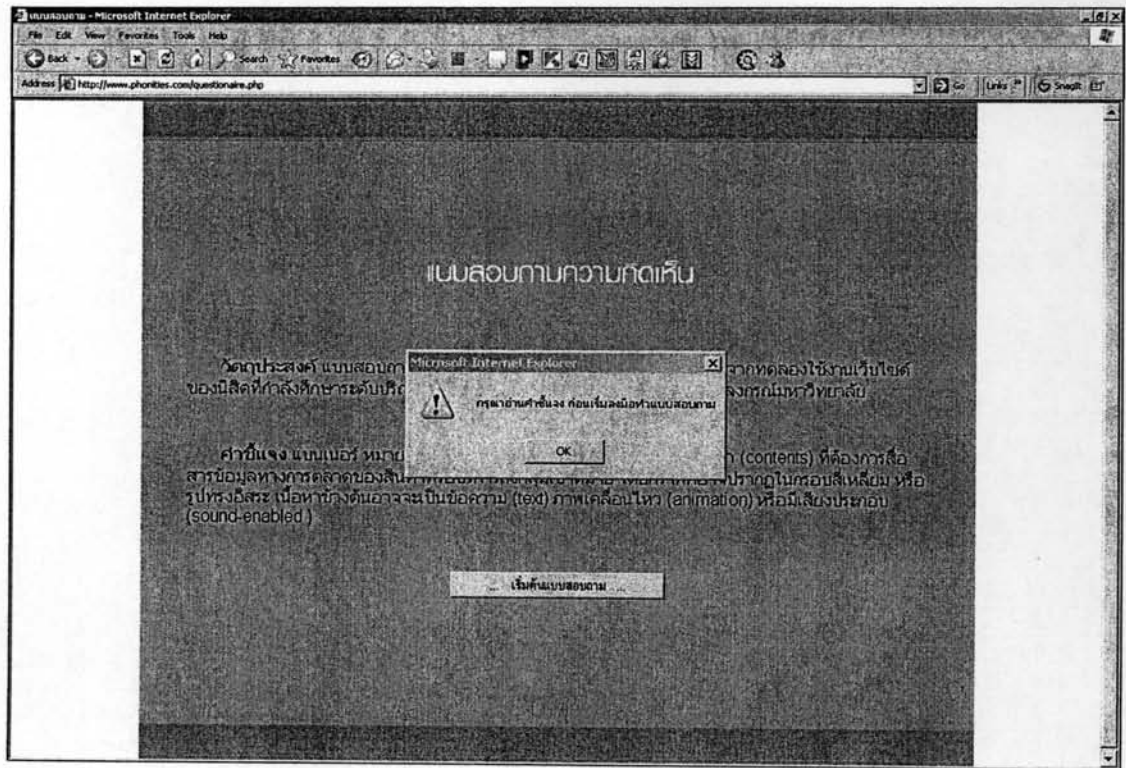 แบบสอบถาม - Microsoft Internet Explorer
File Edit View Favorites Tools Help
Back Search Favorites
Address http://www.phonities.com/questionaire.php Go Links SnagIt
แบบสอบถามความคิดเห็น
วัตถุประสงค์ แบบสอบถา จากทดลองใช้งานเว็บไซต์
ของนิสิตที่กำลังศึกษาระดับปริ ลงกรณ์มหาวิทยาลัย
Microsoft Internet Explorer
กรุณาอ่านคำชี้แจง ก่อนเริ่มลงมือทำแบบสอบถาม
OK
คำชี้แจง แบนเนอร์ หมาย (contents) ที่ต้องการสื่อ
สารข้อมูลทางการตลาดของสิน ปรากฏในกรอบสี่เหลี่ยม หรือ
รูปทรงอิสระ เนื้อหาข้างต้นอาจจะเป็นข้อความ (text) ภาพเคลื่อนไหว (animation) หรือมีเสียงประกอบ
(sound-enabled )
... เริ่มต้นแบบสอบถาม ...